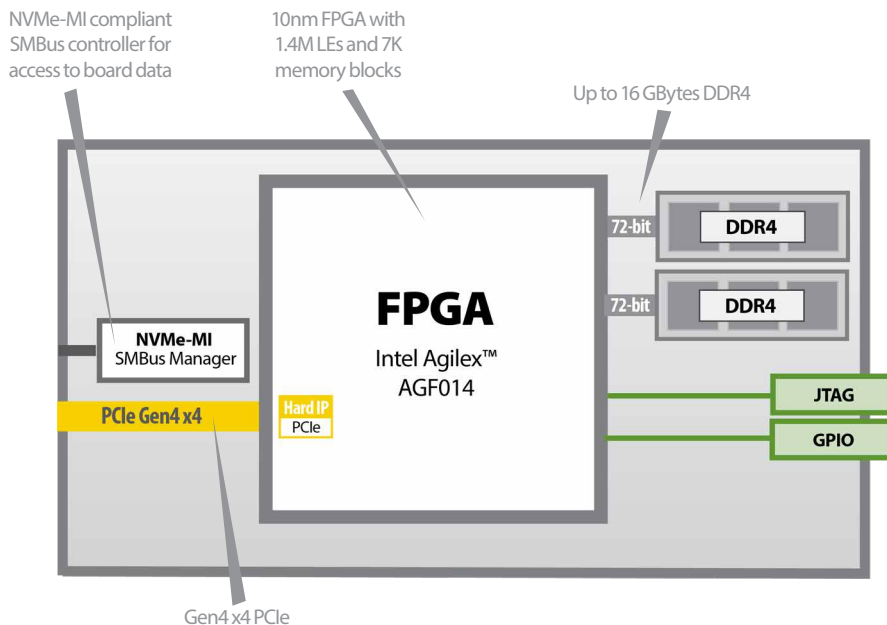 NVMe-MI compliant
SMBus controller for
access to board data
10nm FPGA with
1.4M LEs and 7K
memory blocks
Up to 16 GBytes DDR4
72-bit
DDR4
72-bit
DDR4
FPGA
Intel Agilex™
AGF014
NVMe-MI
SMBus Manager
PCIe Gen4 x4
Hard IP
PCIe
JTAG
GPIO
Gen4 x4 PCIe